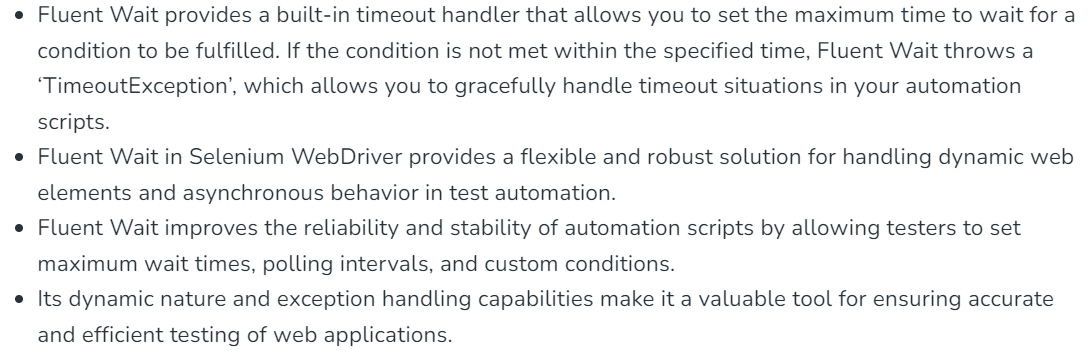 • Fluent Wait provides a built-in timeout handler that allows you to set the maximum time to wait for a
condition to be fulfilled. If the condition is not met within the specified time, Fluent Wait throws a
‘TimeoutException’, which allows you to gracefully handle timeout situations in your automation
scripts.
• Fluent Wait in Selenium WebDriver provides a flexible and robust solution for handling dynamic web
elements and asynchronous behavior in test automation.
• Fluent Wait improves the reliability and stability of automation scripts by allowing testers to set
maximum wait times, polling intervals, and custom conditions.
• Its dynamic nature and exception handling capabilities make it a valuable tool for ensuring accurate
and efficient testing of web applications.